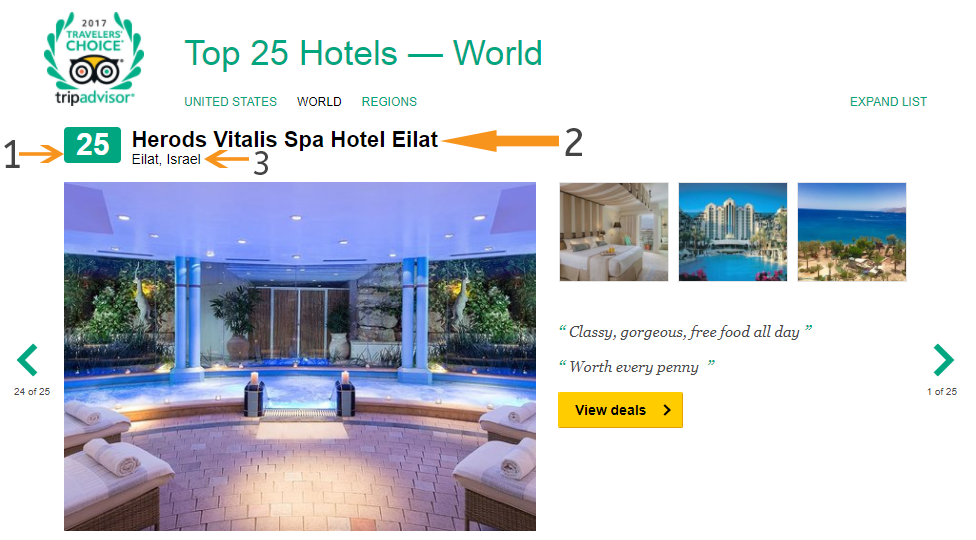 2017
TRAVELERS'
CHOICE®
tripadvisor®
Top 25 Hotels — World
UNITED STATES WORLD REGIONS EXPAND LIST
1 25 Herods Vitalis Spa Hotel Eilat 2
Eilat, Israel 3
“ Classy, gorgeous, free food all day ”
“ Worth every penny ”
24 of 25 1 of 25
View deals